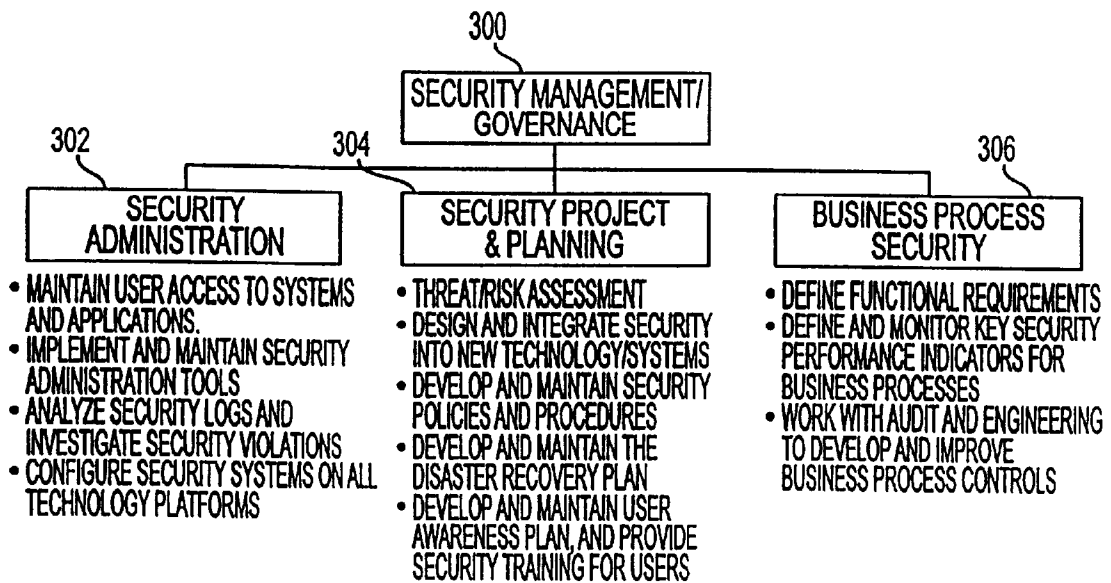 300
SECURITY MANAGEMENT/
GOVERNANCE
302
SECURITY
ADMINISTRATION
• MAINTAIN USER ACCESS TO SYSTEMS
AND APPLICATIONS.
• IMPLEMENT AND MAINTAIN SECURITY
ADMINISTRATION TOOLS
• ANALYZE SECURITY LOGS AND
INVESTIGATE SECURITY VIOLATIONS
• CONFIGURE SECURITY SYSTEMS ON ALL
TECHNOLOGY PLATFORMS
304
SECURITY PROJECT
& PLANNING
• THREAT/RISK ASSESSMENT
• DESIGN AND INTEGRATE SECURITY
INTO NEW TECHNOLOGY/SYSTEMS
• DEVELOP AND MAINTAIN SECURITY
POLICIES AND PROCEDURES
• DEVELOP AND MAINTAIN THE
DISASTER RECOVERY PLAN
• DEVELOP AND MAINTAIN USER
AWARENESS PLAN, AND PROVIDE
SECURITY TRAINING FOR USERS
306
BUSINESS PROCESS
SECURITY
• DEFINE FUNCTIONAL REQUIREMENTS
• DEFINE AND MONITOR KEY SECURITY
PERFORMANCE INDICATORS FOR
BUSINESS PROCESSES
• WORK WITH AUDIT AND ENGINEERING
TO DEVELOP AND IMPROVE
BUSINESS PROCESS CONTROLS